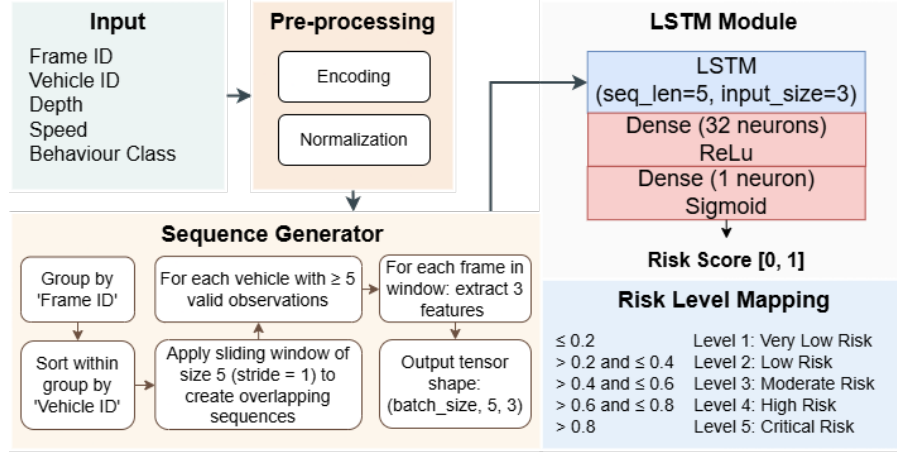 Input
Frame ID
Vehicle ID
Depth
Speed
Behaviour Class
Pre-processing
Encoding
Normalization
Sequence Generator
Group by
'Frame ID'
Sort within
group by
'Vehicle ID'
Apply sliding window of
size 5 (stride = 1) to
create overlapping
sequences
For each vehicle with ≥ 5
valid observations
For each frame in
window: extract 3
features
Output tensor
shape:
(batch_size, 5, 3)
LSTM Module
LSTM
(seq_len=5, input_size=3)
Dense (32 neurons)
ReLu
Dense (1 neuron)
Sigmoid
Risk Score [0, 1]
Risk Level Mapping
≤ 0.2 Level 1: Very Low Risk
> 0.2 and ≤ 0.4 Level 2: Low Risk
> 0.4 and ≤ 0.6 Level 3: Moderate Risk
> 0.6 and ≤ 0.8 Level 4: High Risk
> 0.8 Level 5: Critical Risk